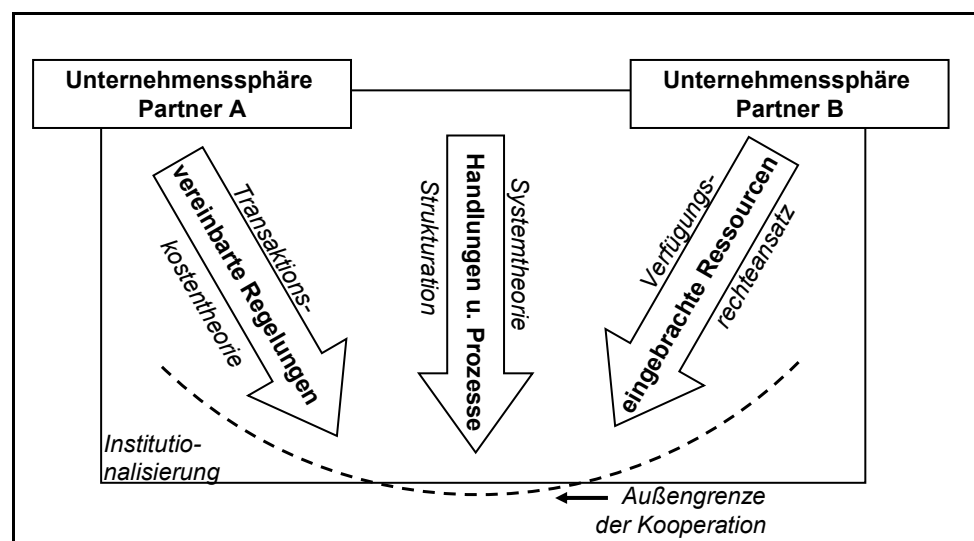 Unternehmenssphäre
Partner A
Unternehmenssphäre
Partner B
Transaktions-
vereinbarte Regelungen
kostentheorie
Systemtheorie
Handlungen u. Prozesse
Strukturation
Verfügungs-
eingebrachte Ressourcen
rechteansatz
Institutio-
nalisierung
Außengrenze
der Kooperation